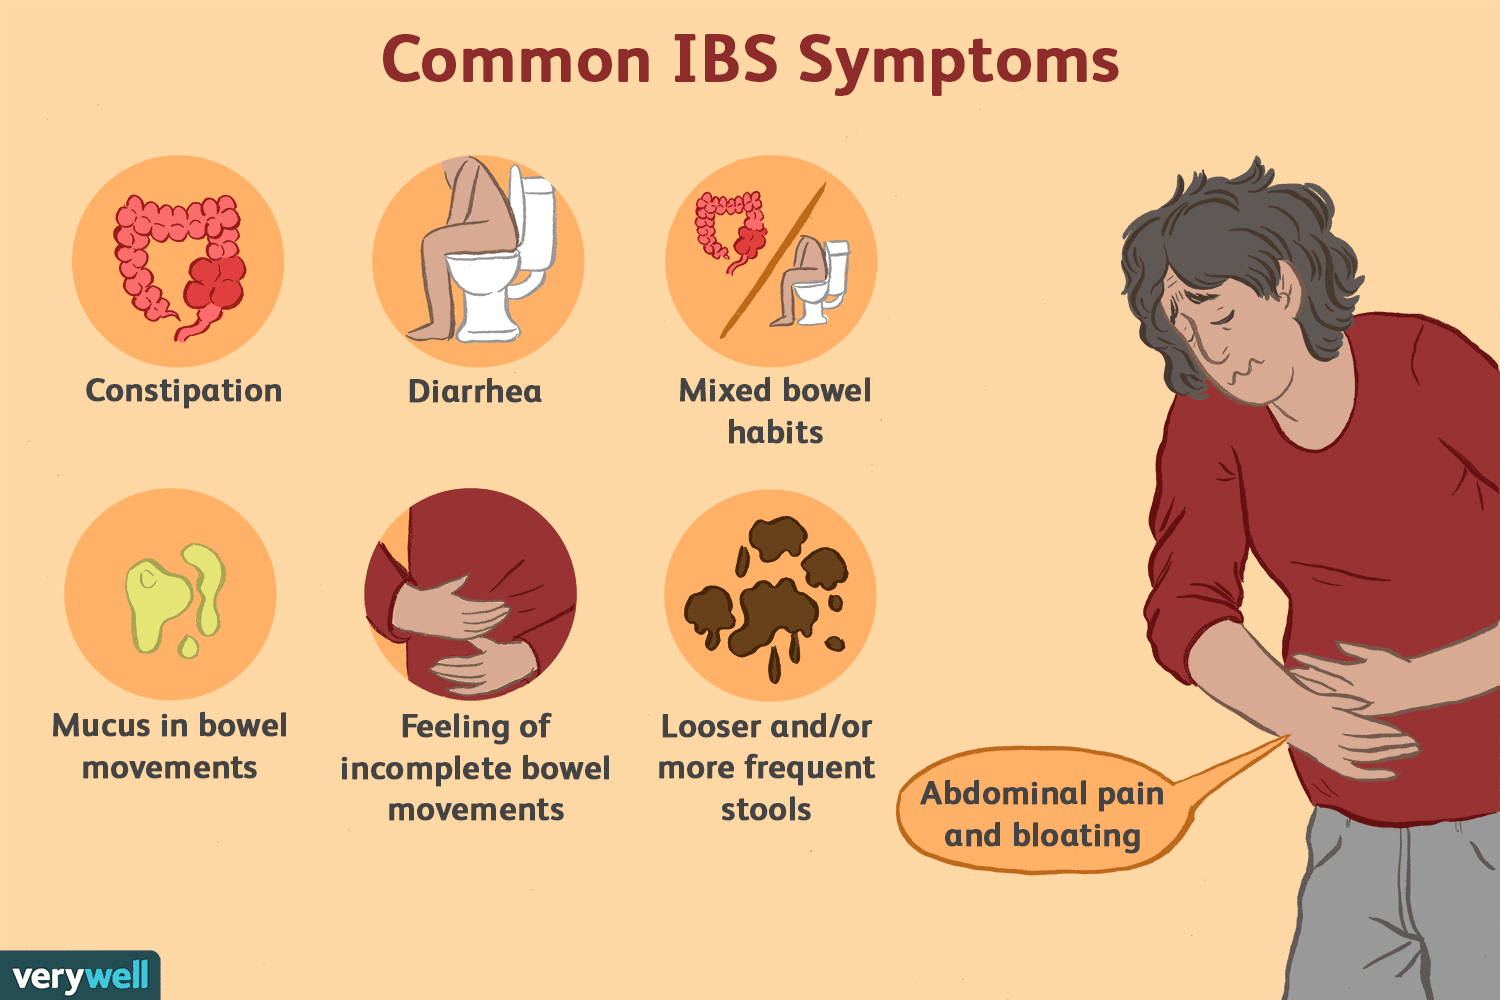 Common IBS Symptoms
Constipation
Diarrhea
Mixed bowel
habits
Mucus in bowel
movements
Feeling of
incomplete bowel
movements
Looser and/or
more frequent
stools
Abdominal pain
and bloating
verywell